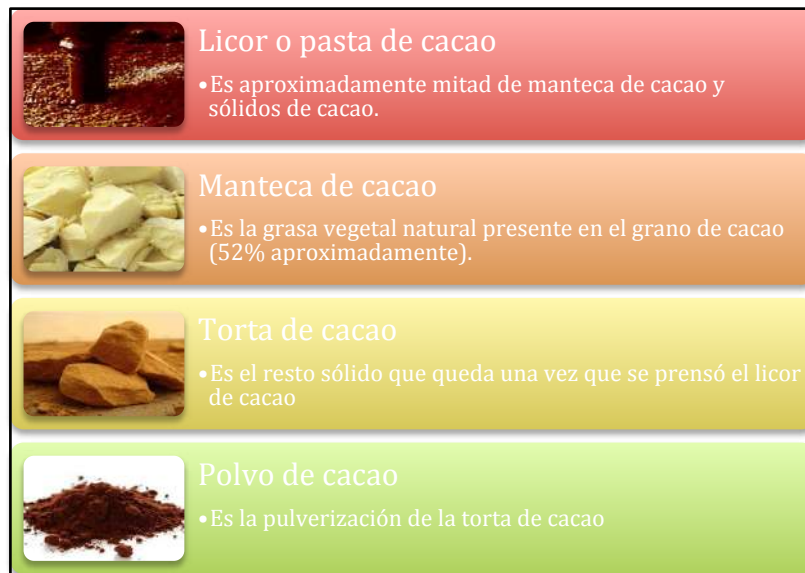 Licor o pasta de cacao
•Es aproximadamente mitad de manteca de cacao y
sólidos de cacao.
Manteca de cacao
•Es la grasa vegetal natural presente en el grano de cacao
(52% aproximadamente).
Torta de cacao
•Es el resto sólido que queda una vez que se prensó el licor
de cacao
Polvo de cacao
•Es la pulverización de la torta de cacao